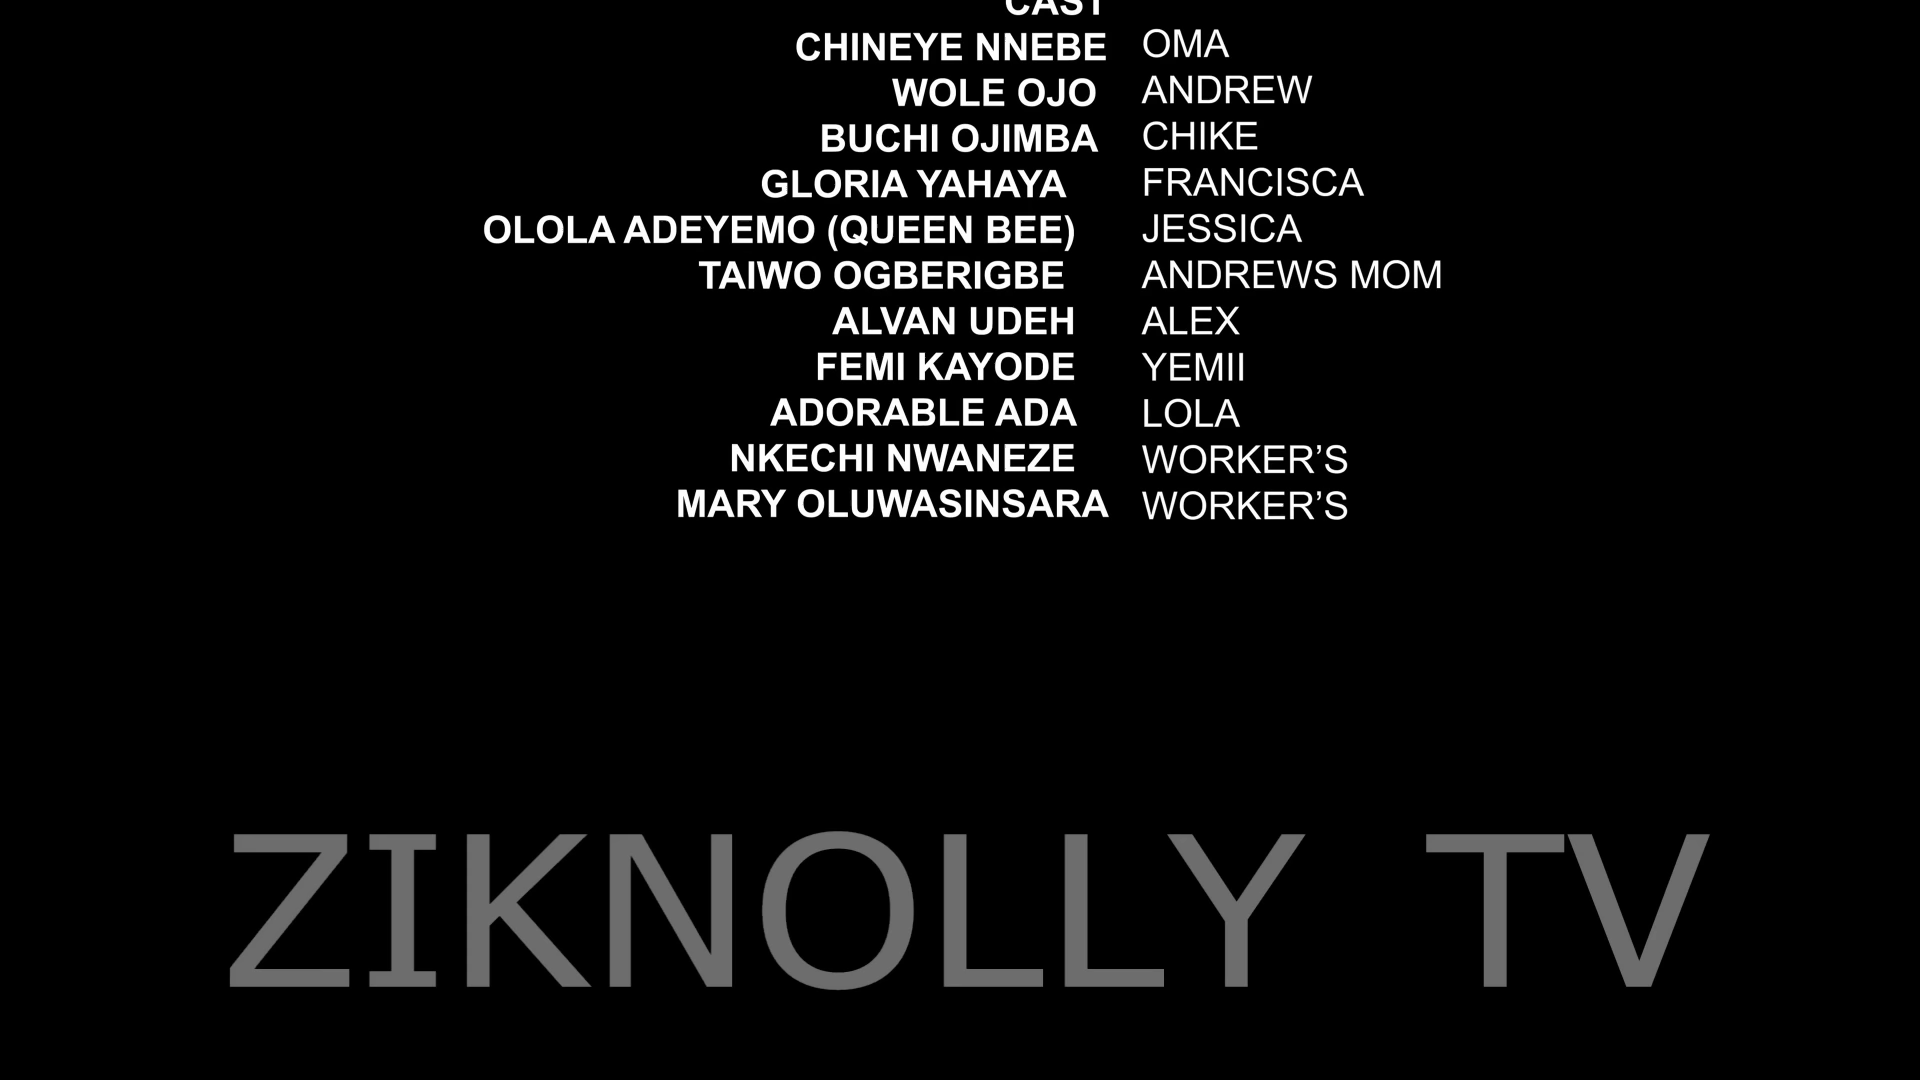 CAST
CHINEYE NNEBE OMA
WOLE OJO ANDREW
BUCHI OJIMBA CHIKE
GLORIA YAHAYA FRANCISCA
OLOLA ADEYEMO (QUEEN BEE) JESSICA
TAIWO OGBERIGBE ANDREWS MOM
ALVAN UDEH ALEX
FEMI KAYODE YEMII
ADORABLE ADA LOLA
NKECHI NWANEZE WORKER’S
MARY OLUWASINSARA WORKER’S
ZIKNOLLY TV